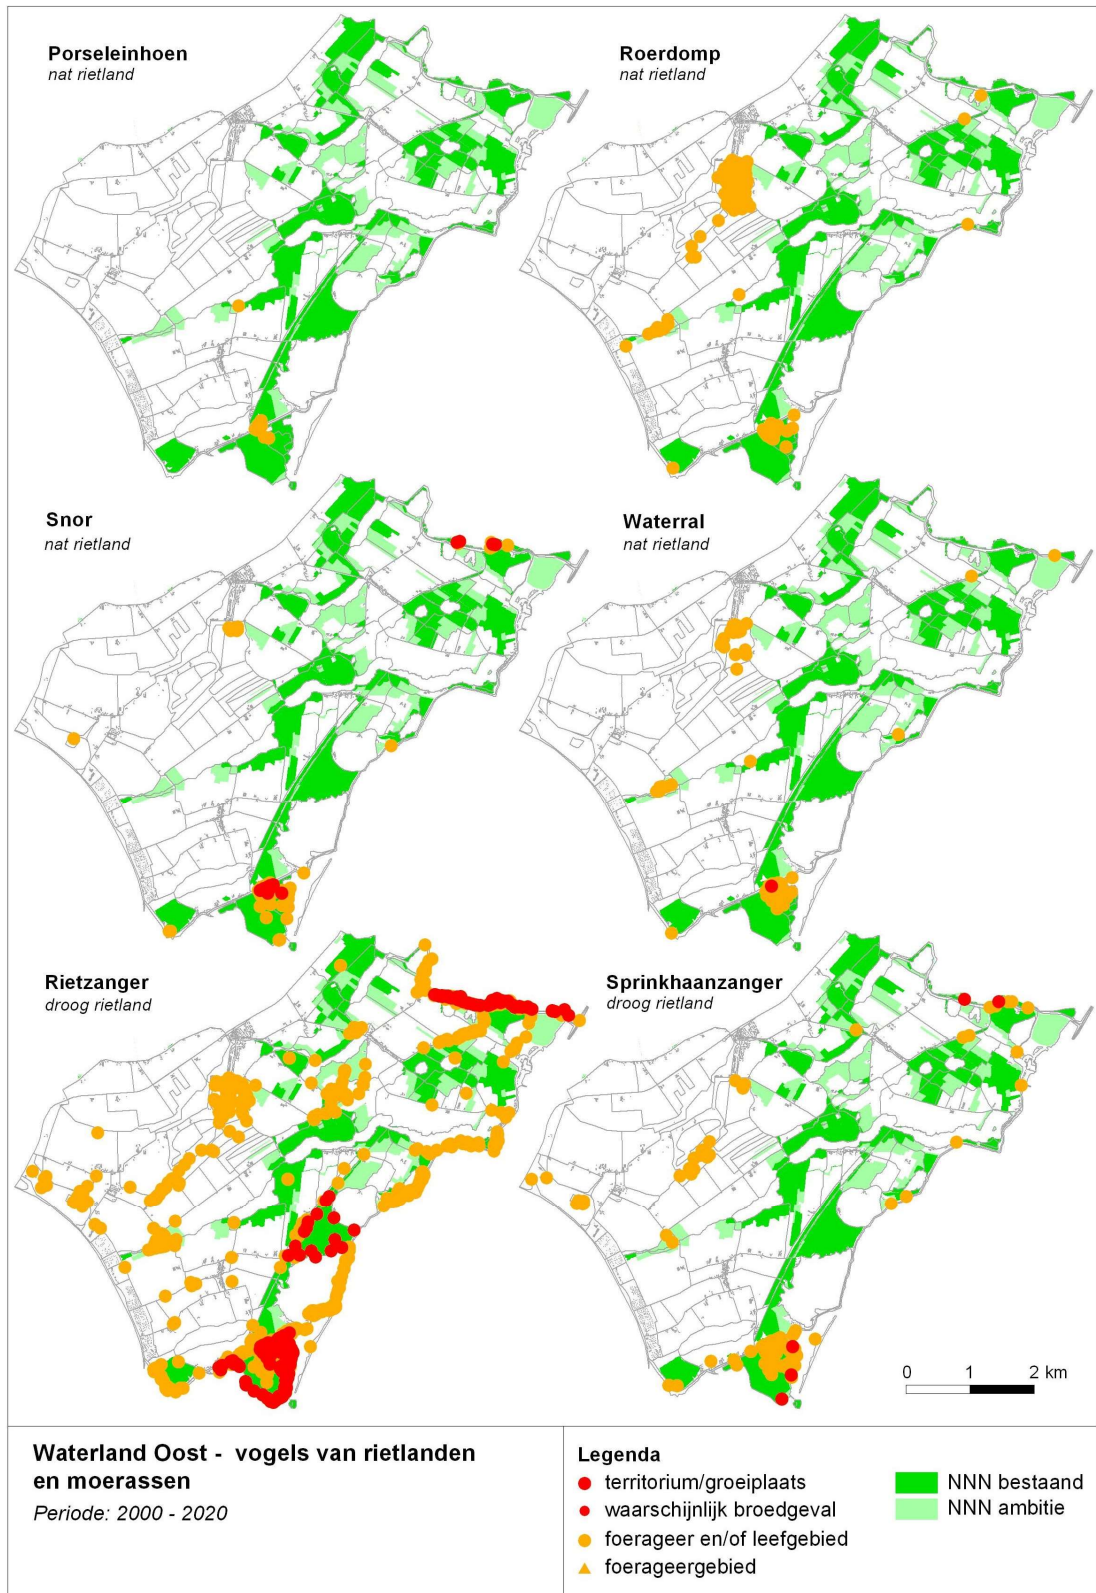 Porseleinhoen
nat rietland
Roerdomp
nat rietland
Snor
nat rietland
Waterral
nat rietland
Rietzanger
droog rietland
Sprinkhaanzanger
droog rietland
0 1 2 km
Waterland Oost - vogels van rietlanden
en moerassen
Periode: 2000 - 2020
Legenda
territorium/groeiplaats
waarschijnlijk broedgeval
foerageer en/of leefgebied
foerageergebied
NNN bestaand
NNN ambitie